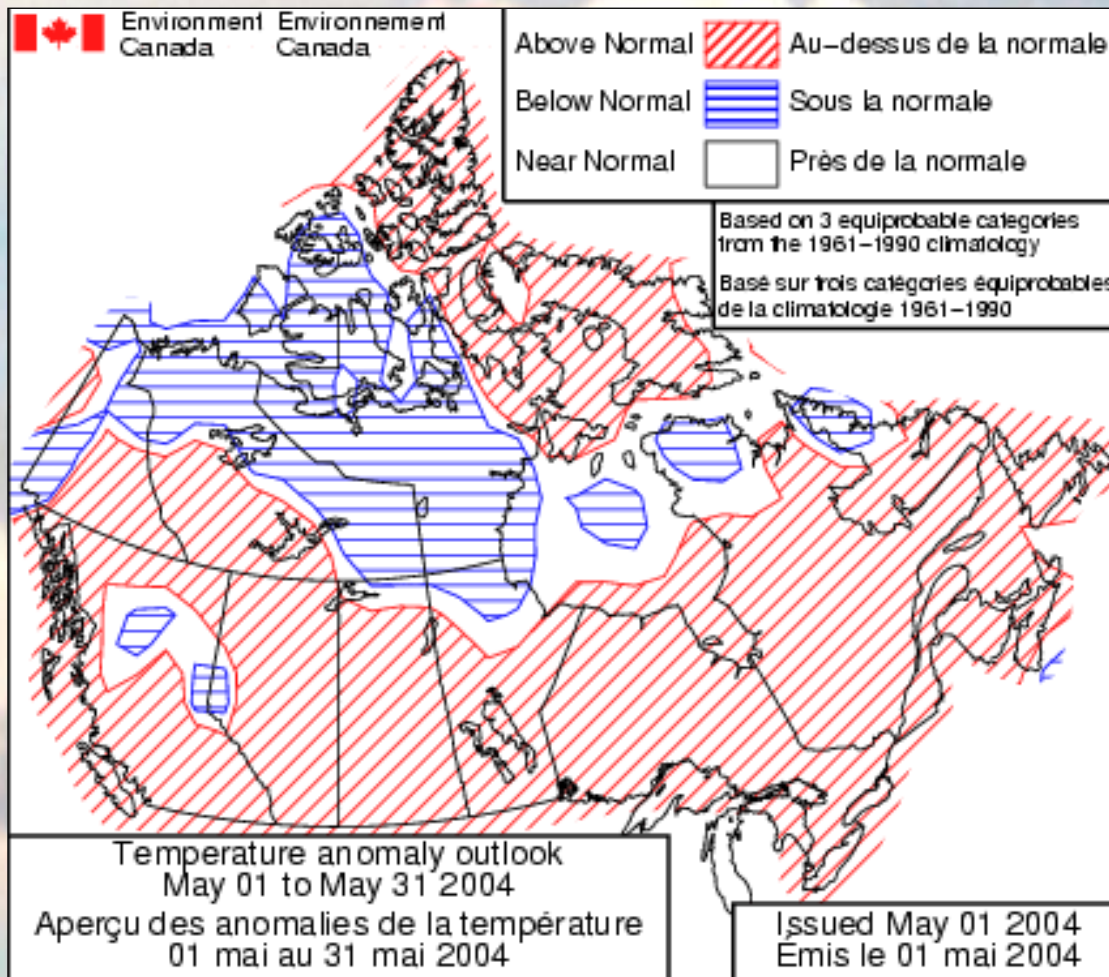 Environment Environnement
Canada Canada
Above Normal Au-dessus de la normale
Below Normal Sous la normale
Near Normal Près de la normale
Based on 3 equiprobable categories
from the 1961-1990 climatology
Basé sur trois catégories équiprobables
de la climatologie 1961-1990
Temperature anomaly outlook
May 01 to May 31 2004
Aperçu des anomalies de la température
01 mai au 31 mai 2004
Issued May 01 2004
Émis le 01 mai 2004